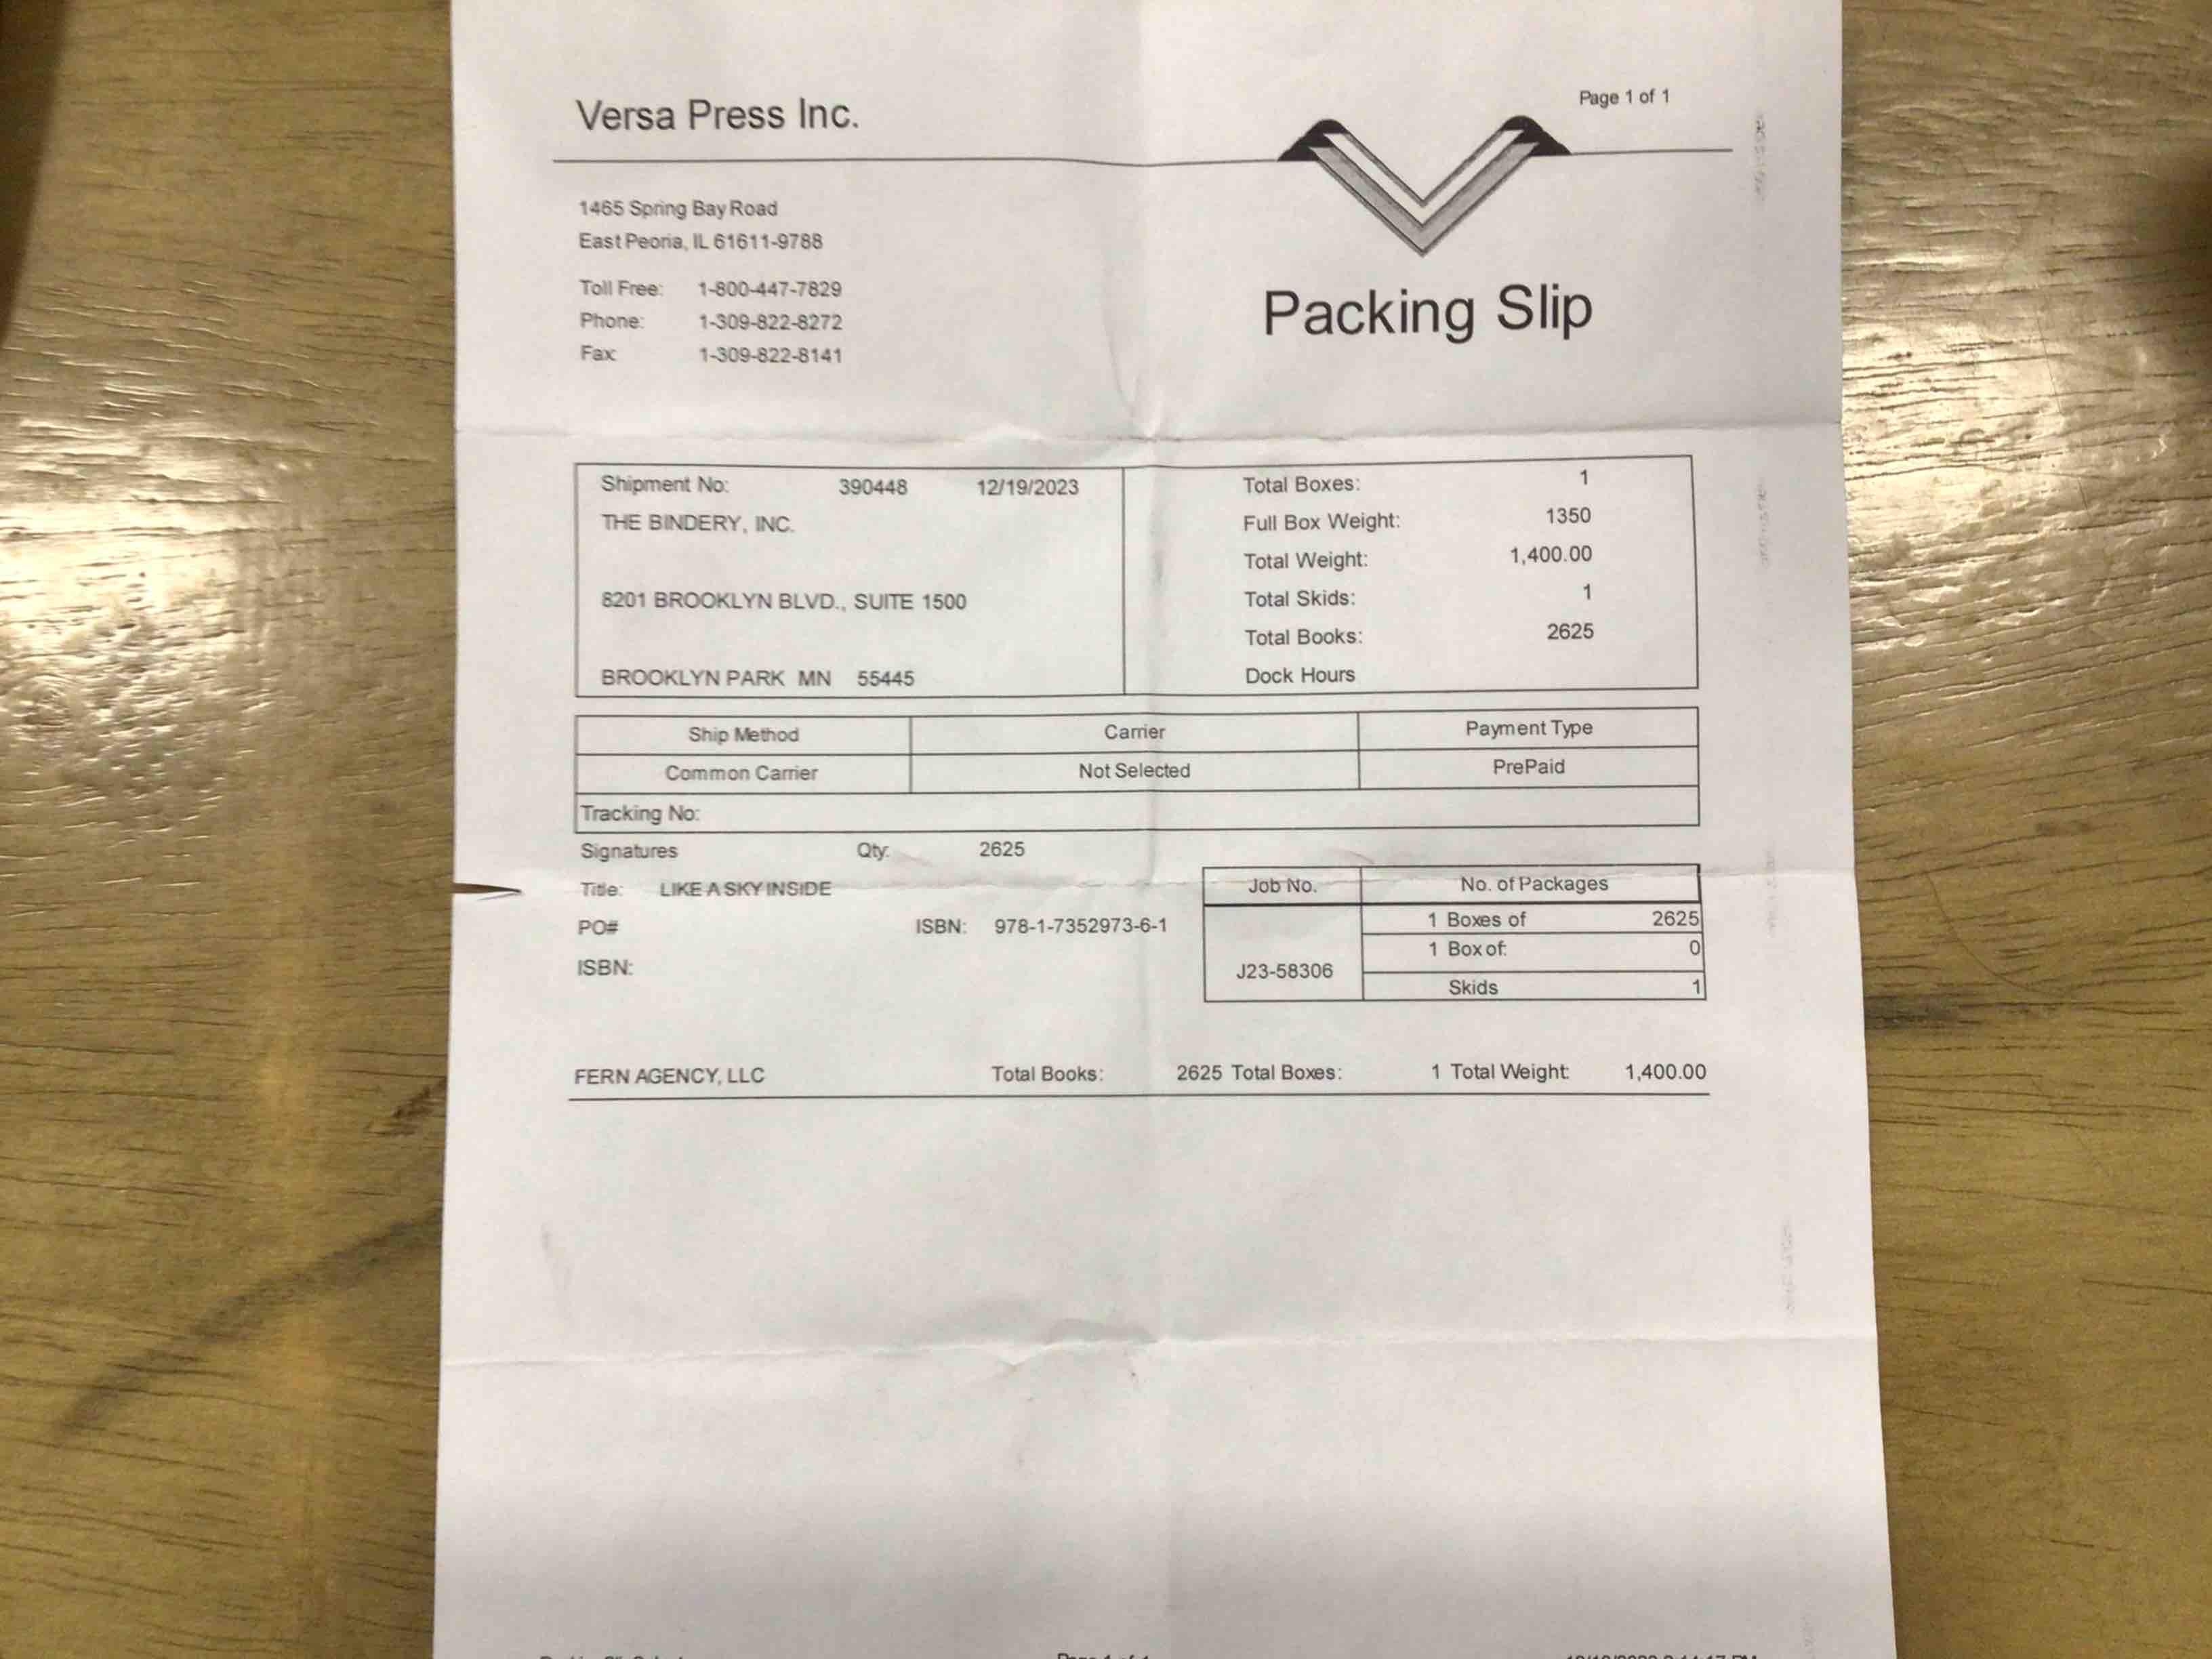 Page 1 of 1
Versa Press Inc.
1465 Spring Bay Road
East Peoria, IL 61611-9788
Toll Free: 1-800-447-7829
Phone: 1-309-822-8272
Fax: 1-309-822-8141
Packing Slip
Shipment No: 390448 12/19/2023
THE BINDERY, INC.
8201 BROOKLYN BLVD., SUITE 1500
BROOKLYN PARK MN 55445
Total Boxes: 1
Full Box Weight: 1350
Total Weight: 1,400.00
Total Skids: 1
Total Books: 2625
Dock Hours
Ship Method Carrier Payment Type
Common Carrier Not Selected PrePaid
Tracking No:
Signatures Qty: 2625
Title: LIKE A SKY INSIDE
PO# ISBN: 978-1-7352973-6-1
ISBN:
Job No. No. of Packages
1 Boxes of 2625
1 Box of: 0
J23-58306
Skids 1
FERN AGENCY, LLC Total Books: 2625 Total Boxes: 1 Total Weight: 1,400.00
Page 1 of 1